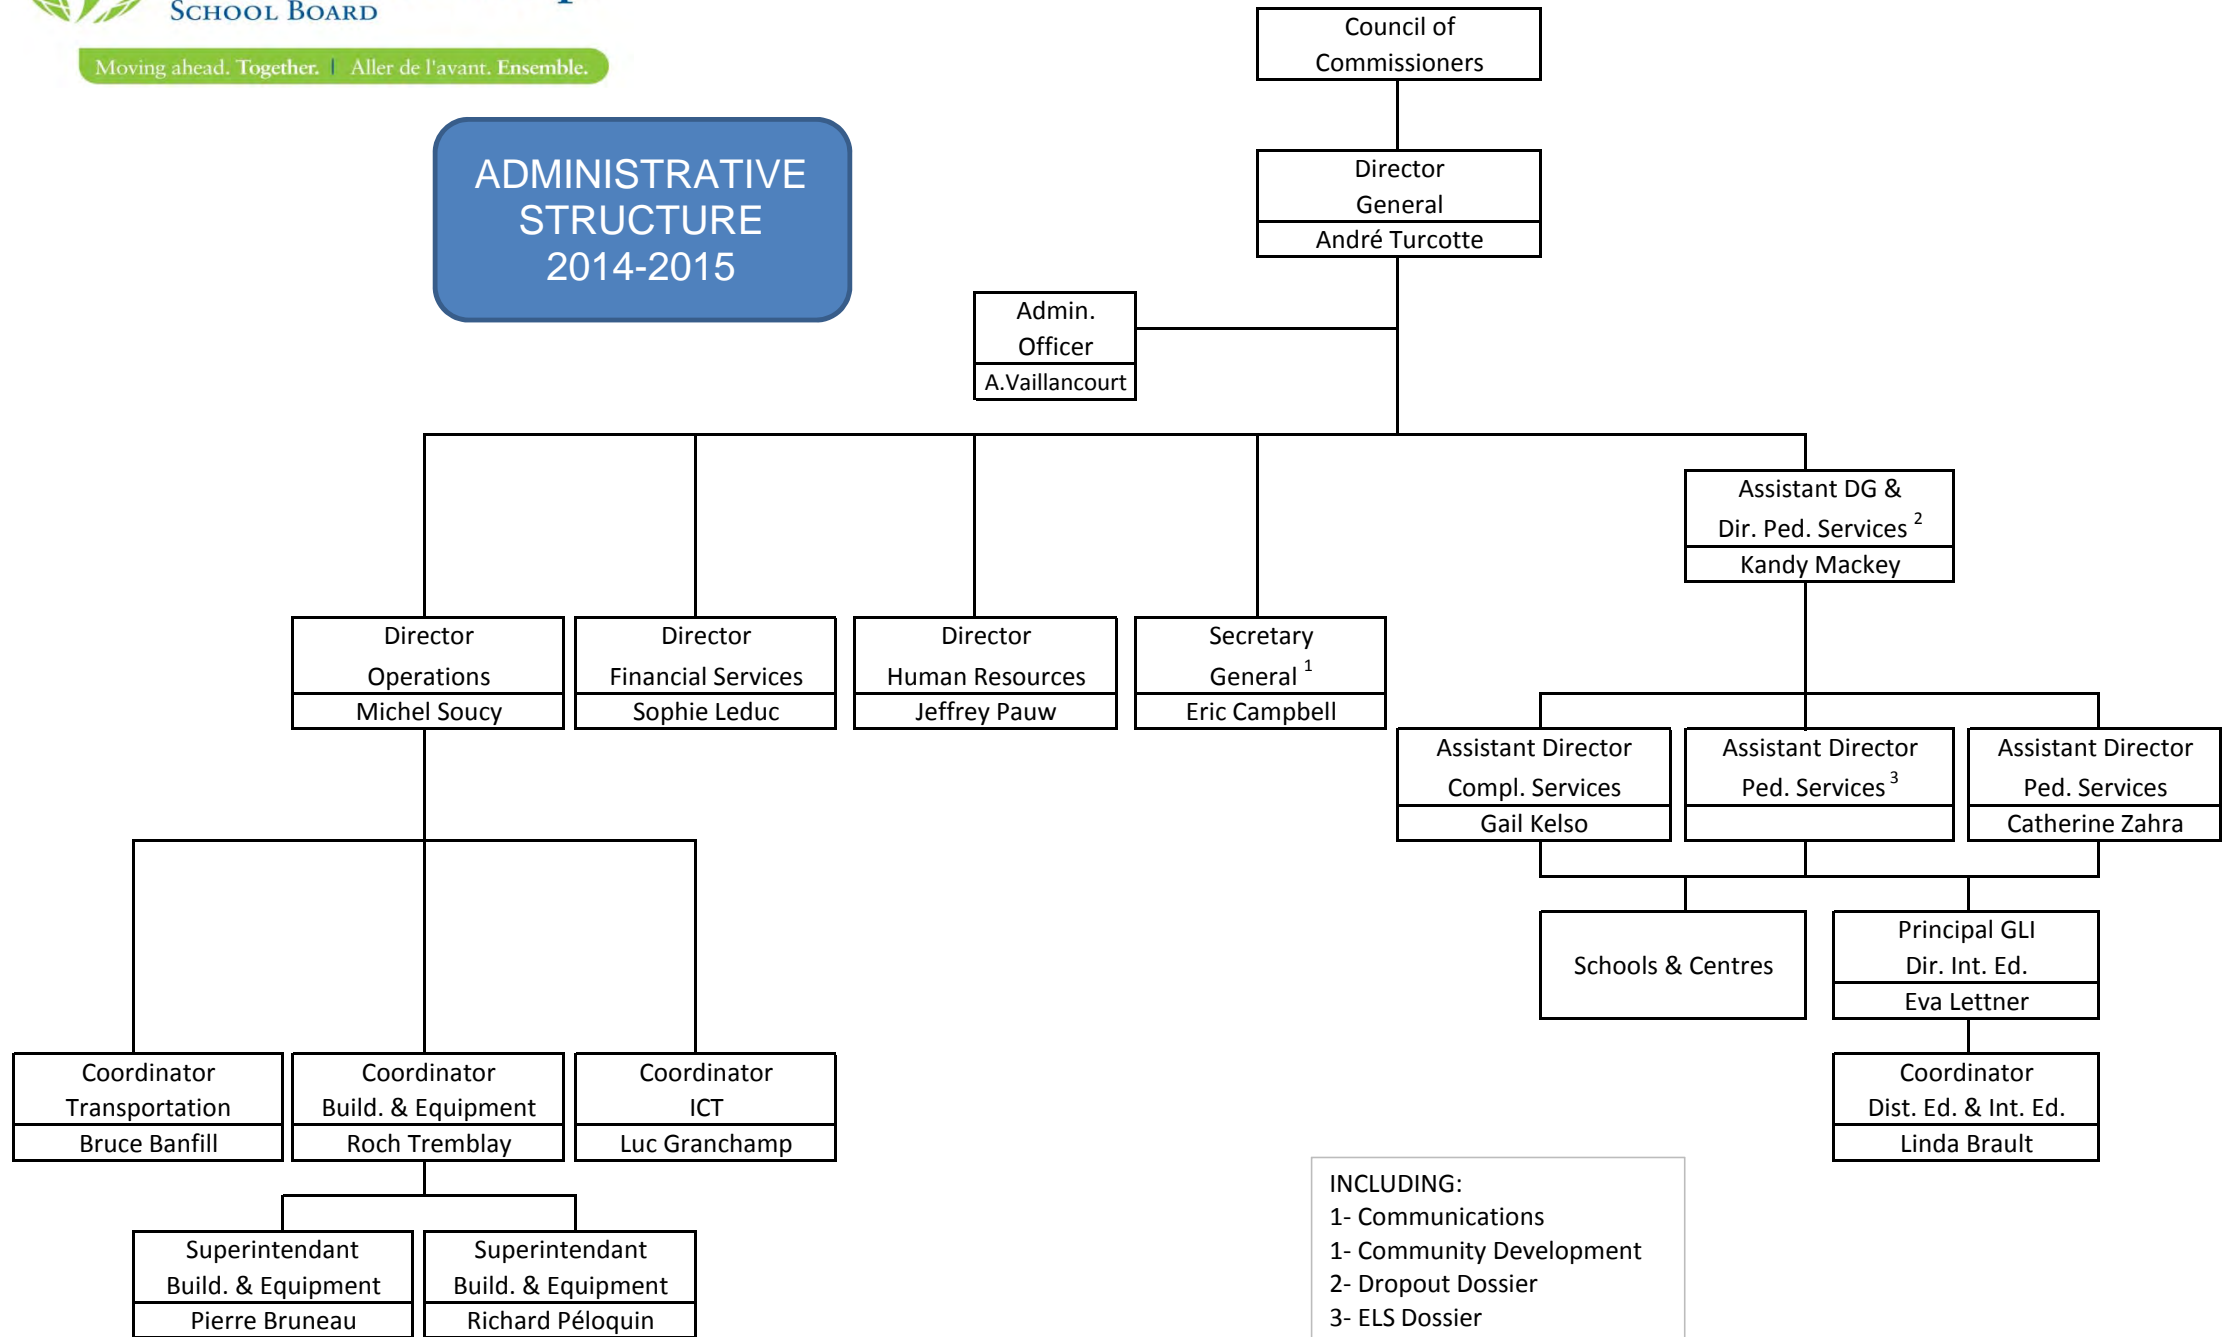 SCHOOL BOARD
Moving ahead. Together. | Aller de l'avant. Ensemble.
ADMINISTRATIVE
STRUCTURE
2014-2015
Council of
Commissioners
Director
General
André Turcotte
Admin.
Officer
A.Vaillancourt
Assistant DG &
Dir. Ped. Services 2
Kandy Mackey
Director
Operations
Michel Soucy
Director
Financial Services
Sophie Leduc
Director
Human Resources
Jeffrey Pauw
Secretary
General 1
Eric Campbell
Assistant Director
Compl. Services
Gail Kelso
Assistant Director
Ped. Services 3
Assistant Director
Ped. Services
Catherine Zahra
Schools & Centres
Principal GLI
Dir. Int. Ed.
Eva Lettner
Coordinator
Transportation
Bruce Banfill
Coordinator
Build. & Equipment
Roch Tremblay
Coordinator
ICT
Luc Granchamp
Coordinator
Dist. Ed. & Int. Ed.
Linda Brault
Superintendant
Build. & Equipment
Pierre Bruneau
Superintendant
Build. & Equipment
Richard Péloquin
INCLUDING:
1- Communications
1- Community Development
2- Dropout Dossier
3- ELS Dossier